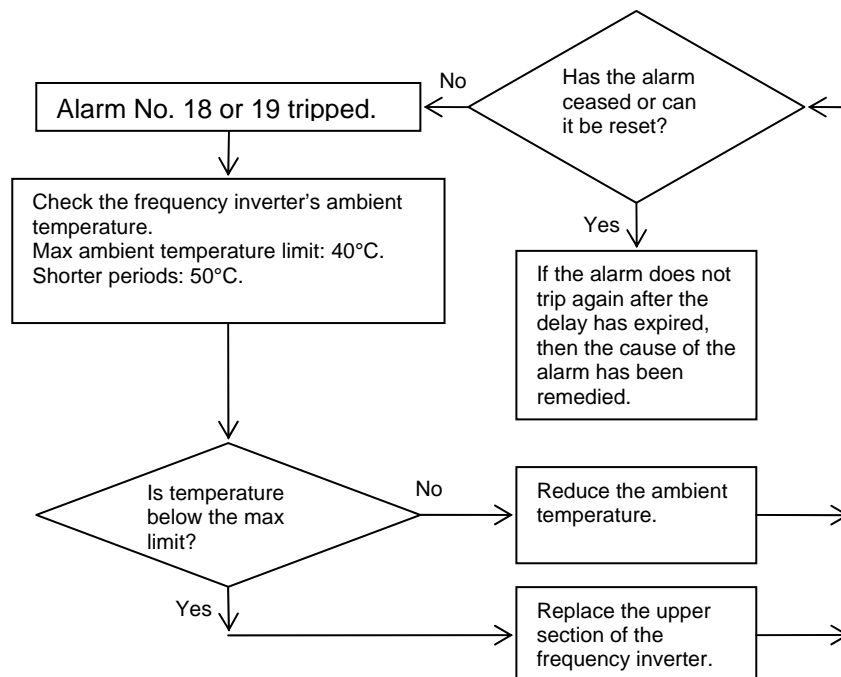 Alarm No. 18 or 19 tripped.
Check the frequency inverter’s ambient
temperature.
Max ambient temperature limit: 40°C.
Shorter periods: 50°C.
Is temperature
below the max
limit?
No
Reduce the ambient
temperature.
Yes
Replace the upper
section of the
frequency inverter.
Has the alarm
ceased or can
it be reset?
No
Yes
If the alarm does not
trip again after the
delay has expired,
then the cause of the
alarm has been
remedied.